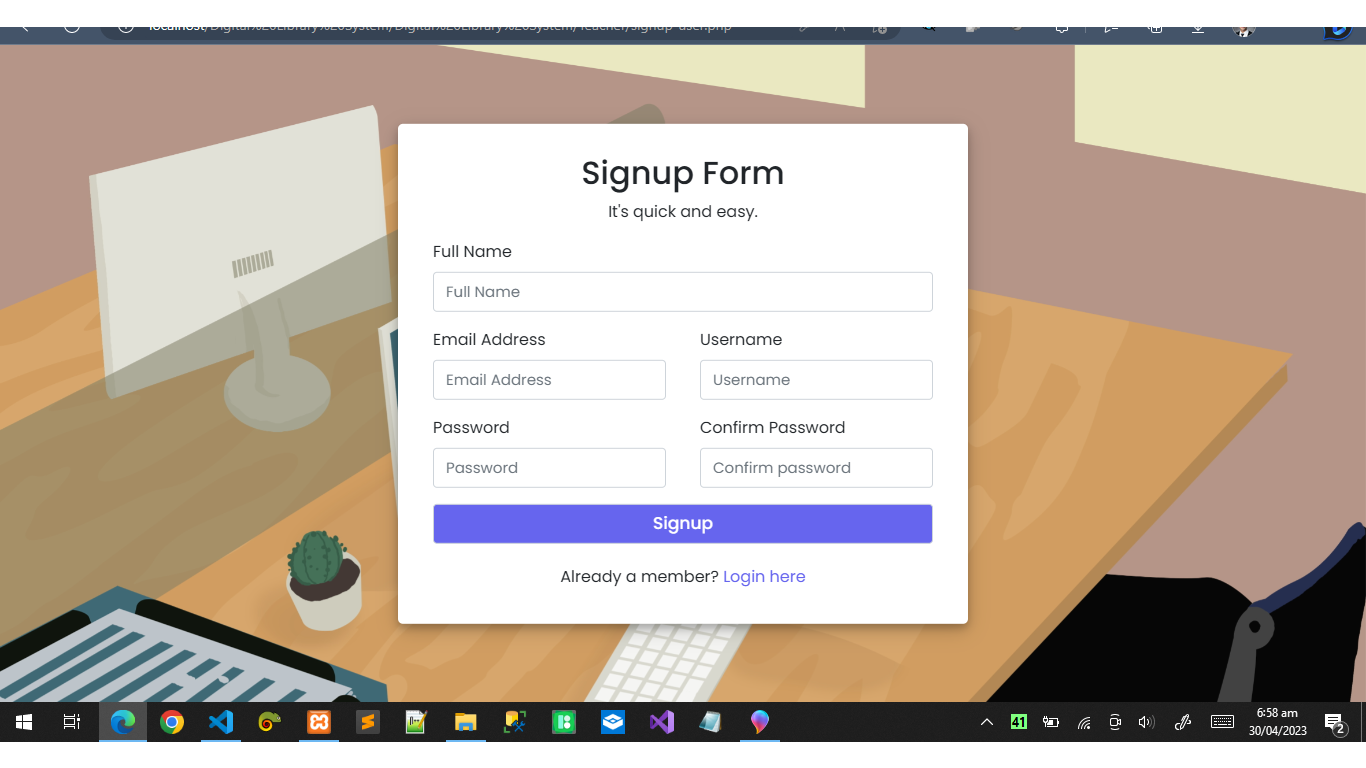 localhost/Digital%20Library%20System/Digital%20Library%20System/Teacher/signup-user.php
Signup Form
It's quick and easy.
Full Name
Full Name
Email Address Username
Email Address Username
Password Confirm Password
Password Confirm password
Signup
Already a member? Login here
41
6:58 am
30/04/2023
2